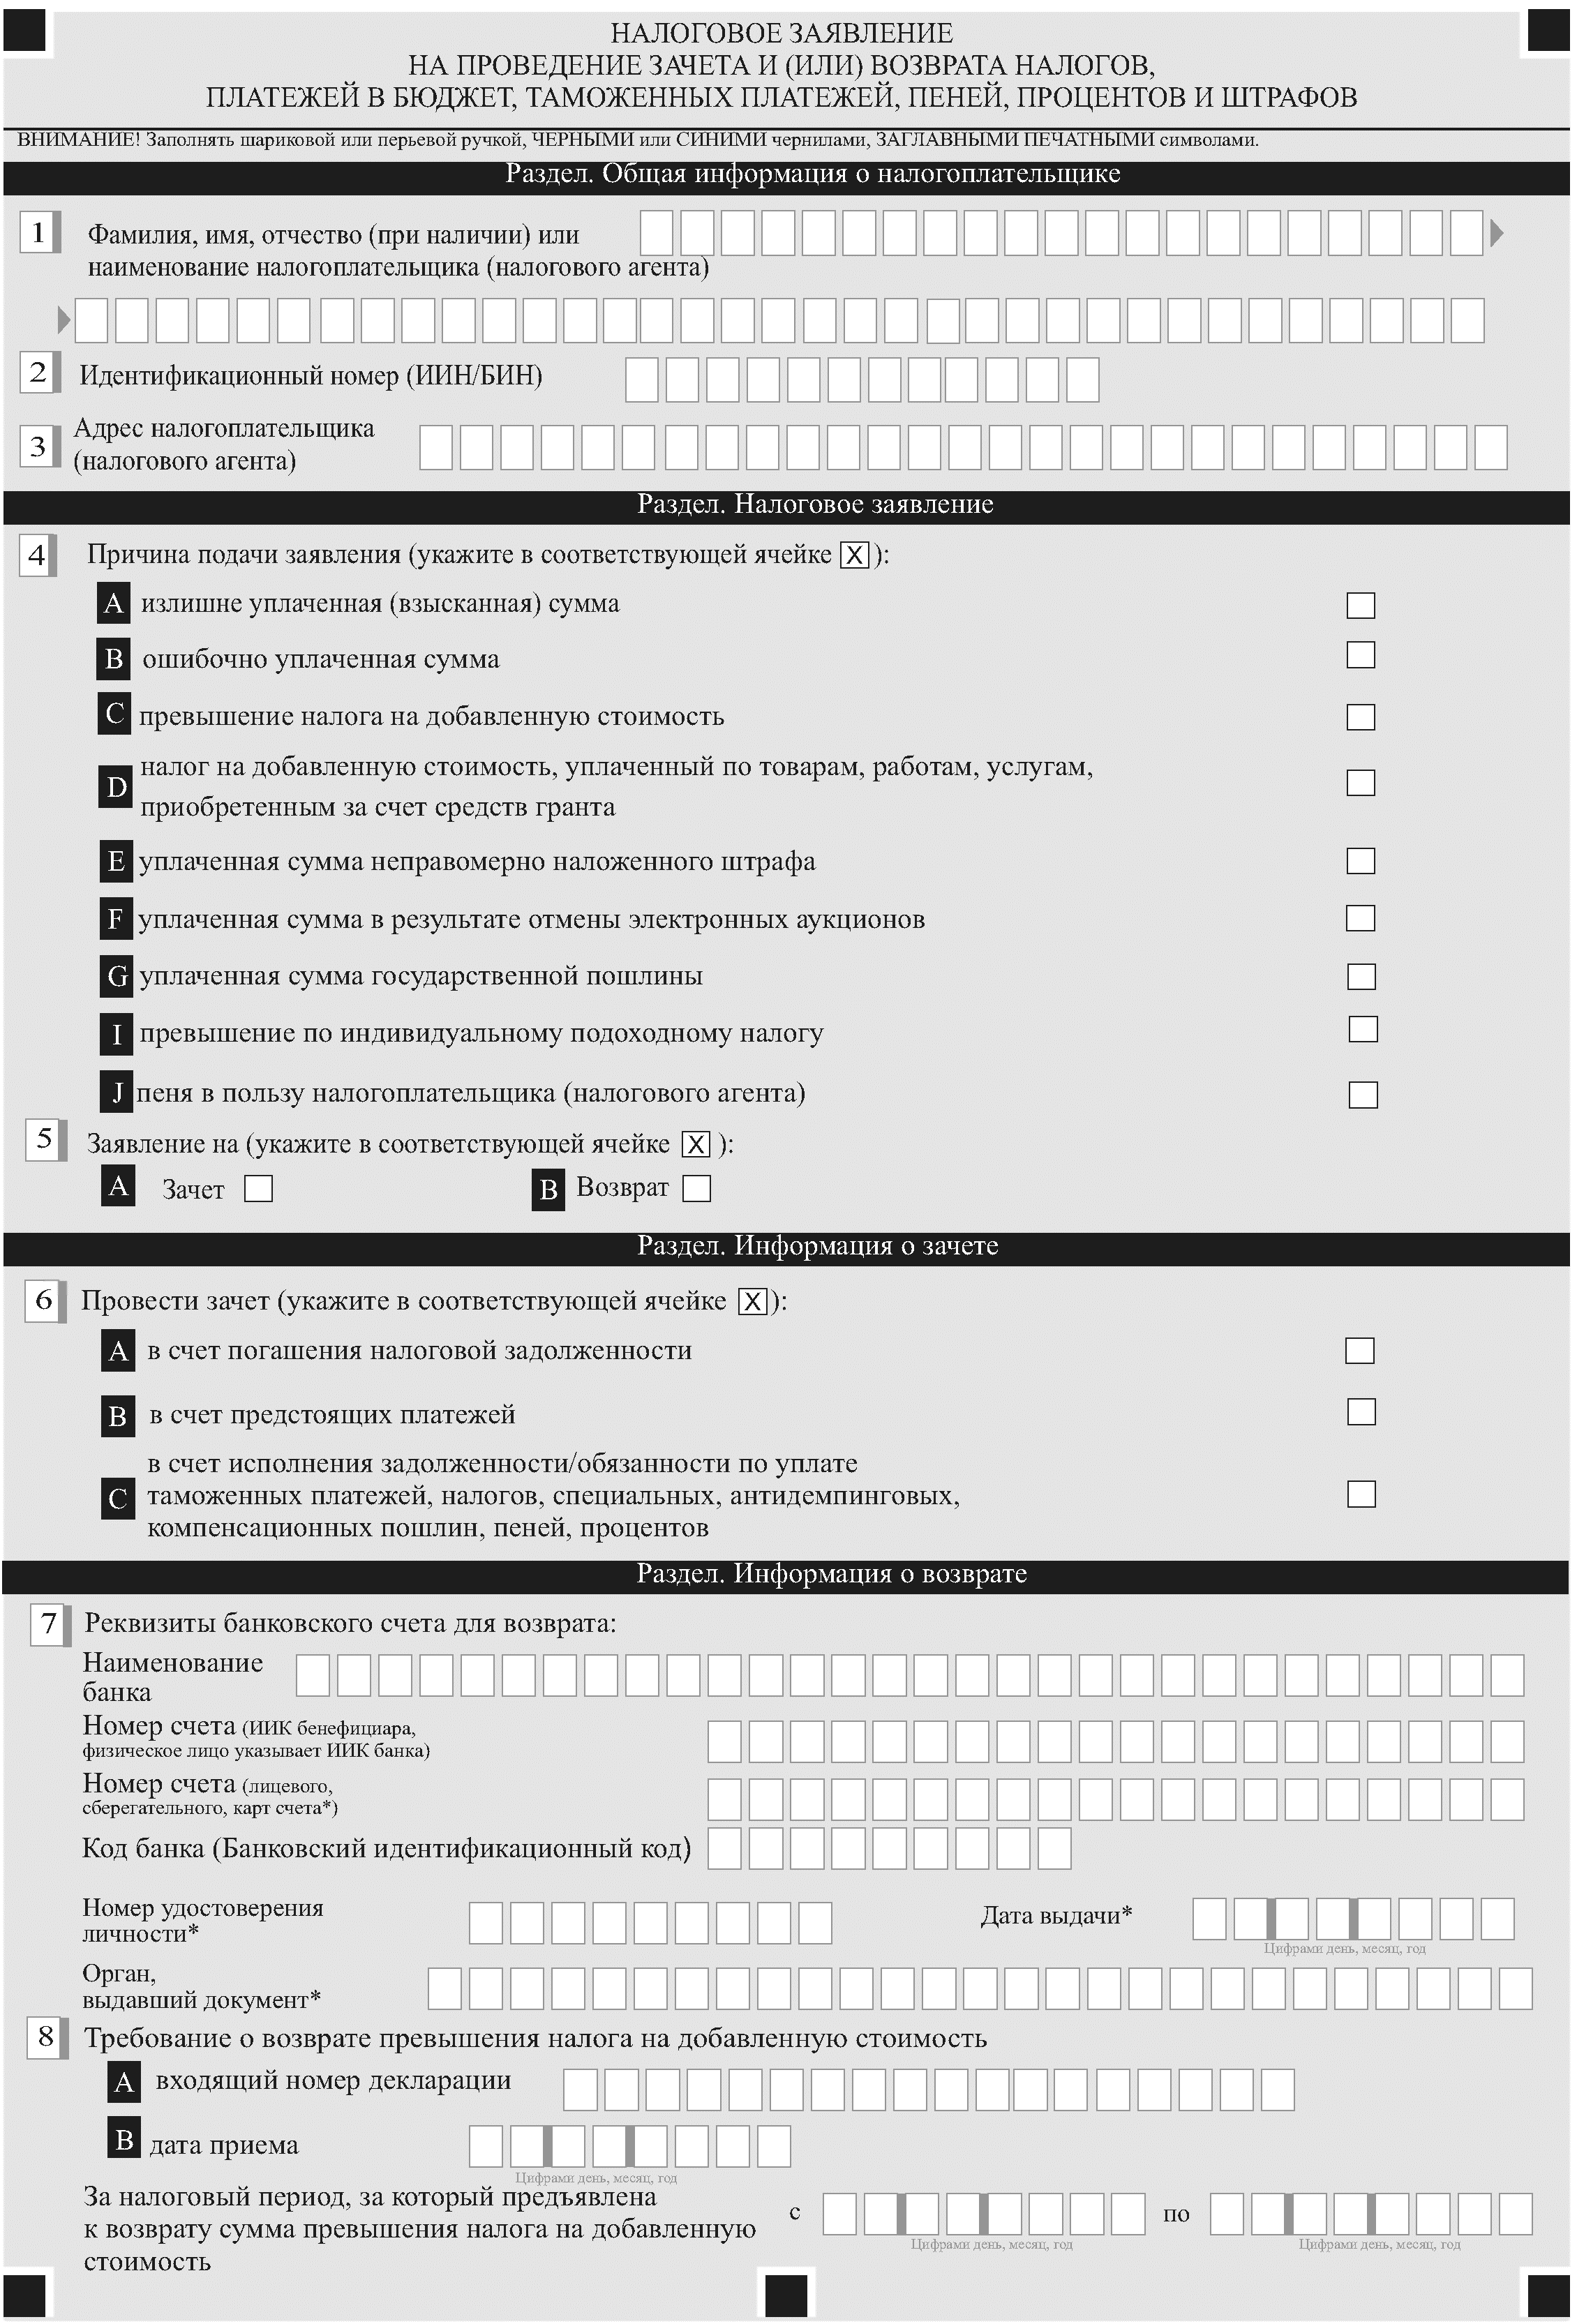 НАЛОГОВОЕ ЗАЯВЛЕНИЕ
НА ПРОВЕДЕНИЕ ЗАЧЕТА И (ИЛИ) ВОЗВРАТА НАЛОГОВ,
ПЛАТЕЖЕЙ В БЮДЖЕТ, ТАМОЖЕННЫХ ПЛАТЕЖЕЙ, ПЕНЕЙ, ПРОЦЕНТОВ И ШТРАФОВ
ВНИМАНИЕ! Заполнять шариковой или перьевой ручкой, ЧЕРНЫМИ или СИНИМИ чернилами, ЗАГЛАВНЫМИ ПЕЧАТНЫМИ символами.
Раздел. Общая информация о налогоплательщике
1 Фамилия, имя, отчество (при наличии) или
наименование налогоплательщика (налогового агента)
2 Идентификационный номер (ИИН/БИН)
3 Адрес налогоплательщика
(налогового агента)
Раздел. Налоговое заявление
4 Причина подачи заявления (укажите в соответствующей ячейке X):
A излишне уплаченная (взысканная) сумма
B ошибочно уплаченная сумма
C превышение налога на добавленную стоимость
D налог на добавленную стоимость, уплаченный по товарам, работам, услугам,
приобретенным за счет средств гранта
E уплаченная сумма неправомерно наложенного штрафа
F уплаченная сумма в результате отмены электронных аукционов
G уплаченная сумма государственной пошлины
I превышение по индивидуальному подоходному налогу
J пеня в пользу налогоплательщика (налогового агента)
5 Заявление на (укажите в соответствующей ячейке X ):
A Зачет B Возврат
Раздел. Информация о зачете
6 Провести зачет (укажите в соответствующей ячейке X):
A в счет погашения налоговой задолженности
B в счет предстоящих платежей
в счет исполнения задолженности/обязанности по уплате
C таможенных платежей, налогов, специальных, антидемпинговых,
компенсационных пошлин, пеней, процентов
Раздел. Информация о возврате
7 Реквизиты банковского счета для возврата:
Наименование
банка
Номер счета (ИИК бенефициара,
физическое лицо указывает ИИК банка)
Номер счета (лицевого,
сберегательного, карт счета*)
Код банка (Банковский идентификационный код)
Номер удостоверения
личности*
Дата выдачи*
Цифрами день, месяц, год
Орган,
выдавший документ*
8 Требование о возврате превышения налога на добавленную стоимость
A входящий номер декларации
B дата приема
Цифрами день, месяц, год
За налоговый период, за который предъявлена
к возврату сумма превышения налога на добавленную
стоимость
с по
Цифрами день, месяц, год Цифрами день, месяц, год